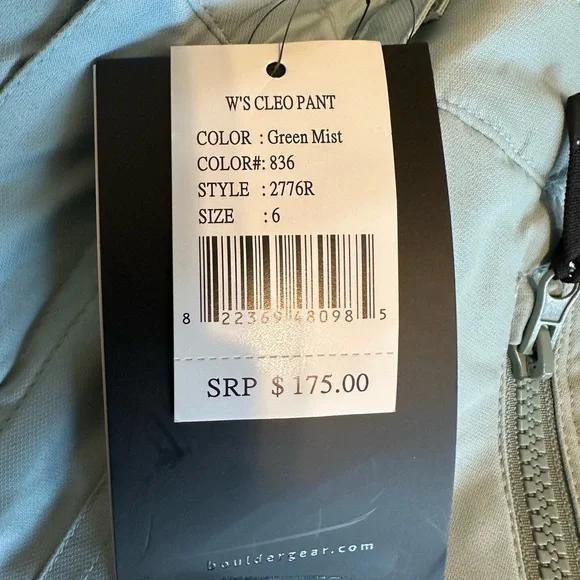 W'S CLEO PANT
COLOR : Green Mist
COLOR#: 836
STYLE : 2776R
SIZE : 6
8 22369 48098 5
SRP $ 175.00
bouldergear.com